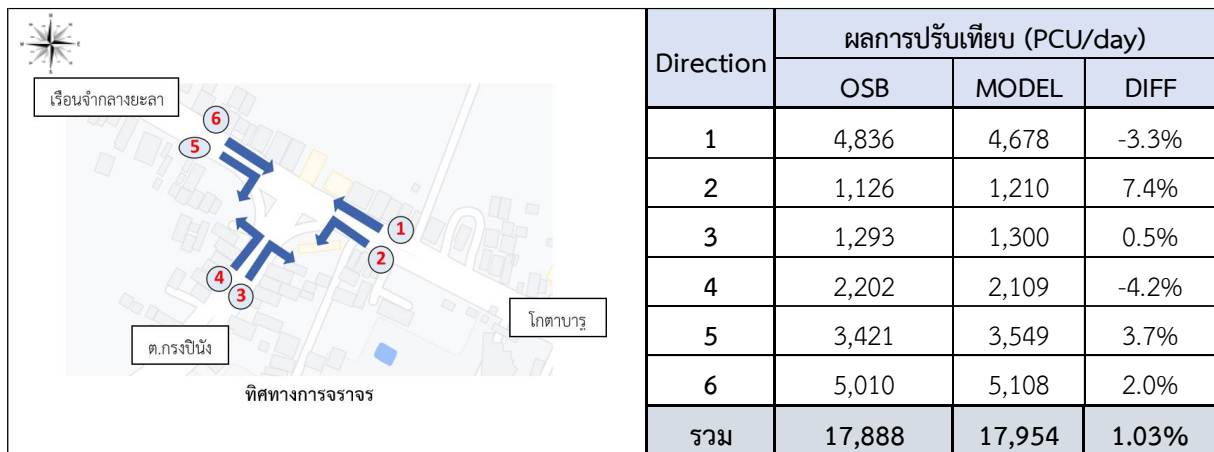 เรือนจำกลางยะลา
6
5
1
2
4
3
โกตาบารู
ต.กรงปินัง
ทิศทางการจราจร
Direction ผลการปรับเทียบ (PCU/day)
OSB MODEL DIFF
1 4,836 4,678 -3.3%
2 1,126 1,210 7.4%
3 1,293 1,300 0.5%
4 2,202 2,109 -4.2%
5 3,421 3,549 3.7%
6 5,010 5,108 2.0%
รวม 17,888 17,954 1.03%